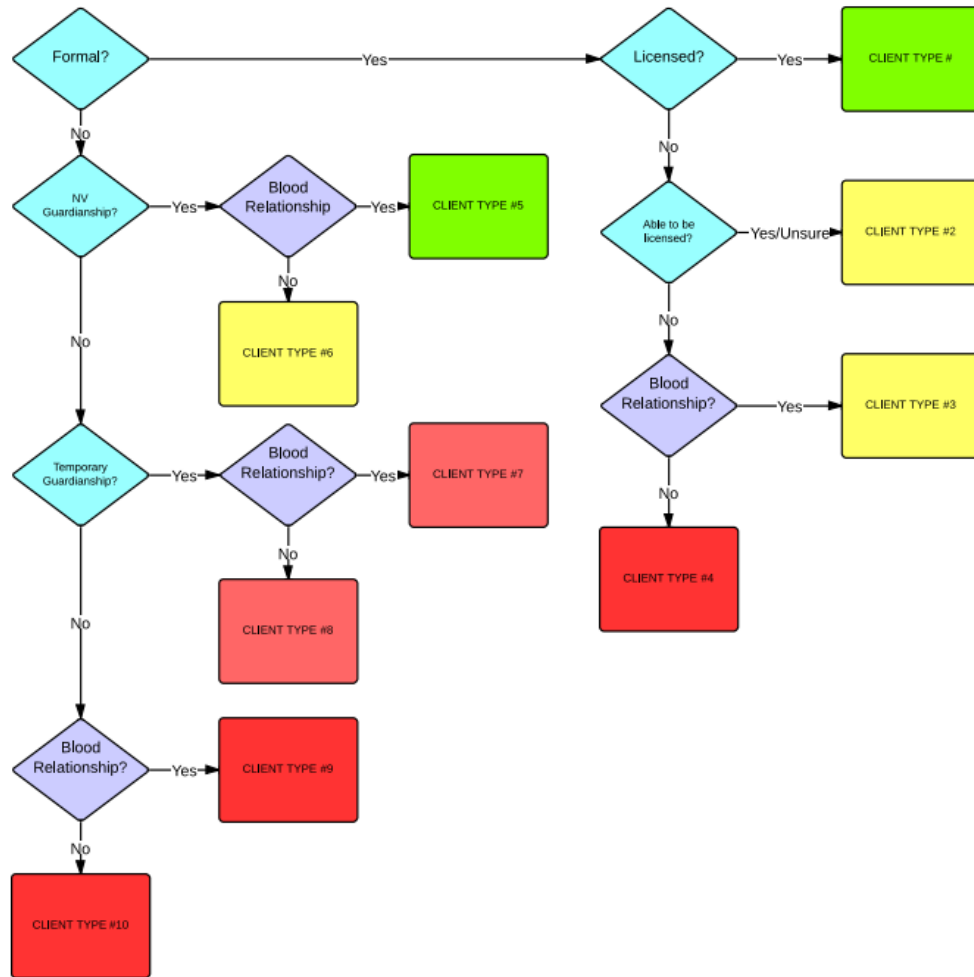 Formal?
Yes
Licensed?
Yes
CLIENT TYPE #
No
No
NV
Guardianship?
Yes
Blood
Relationship
Yes
CLIENT TYPE #5
Able to be
licensed?
Yes/Unsure
CLIENT TYPE #2
No
CLIENT TYPE #6
No
No
Blood
Relationship?
Yes
CLIENT TYPE #3
Temporary
Guardianship?
Yes
Blood
Relationship?
Yes
CLIENT TYPE #7
No
CLIENT TYPE #4
No
CLIENT TYPE #8
No
Blood
Relationship?
Yes
CLIENT TYPE #9
No
CLIENT TYPE #10